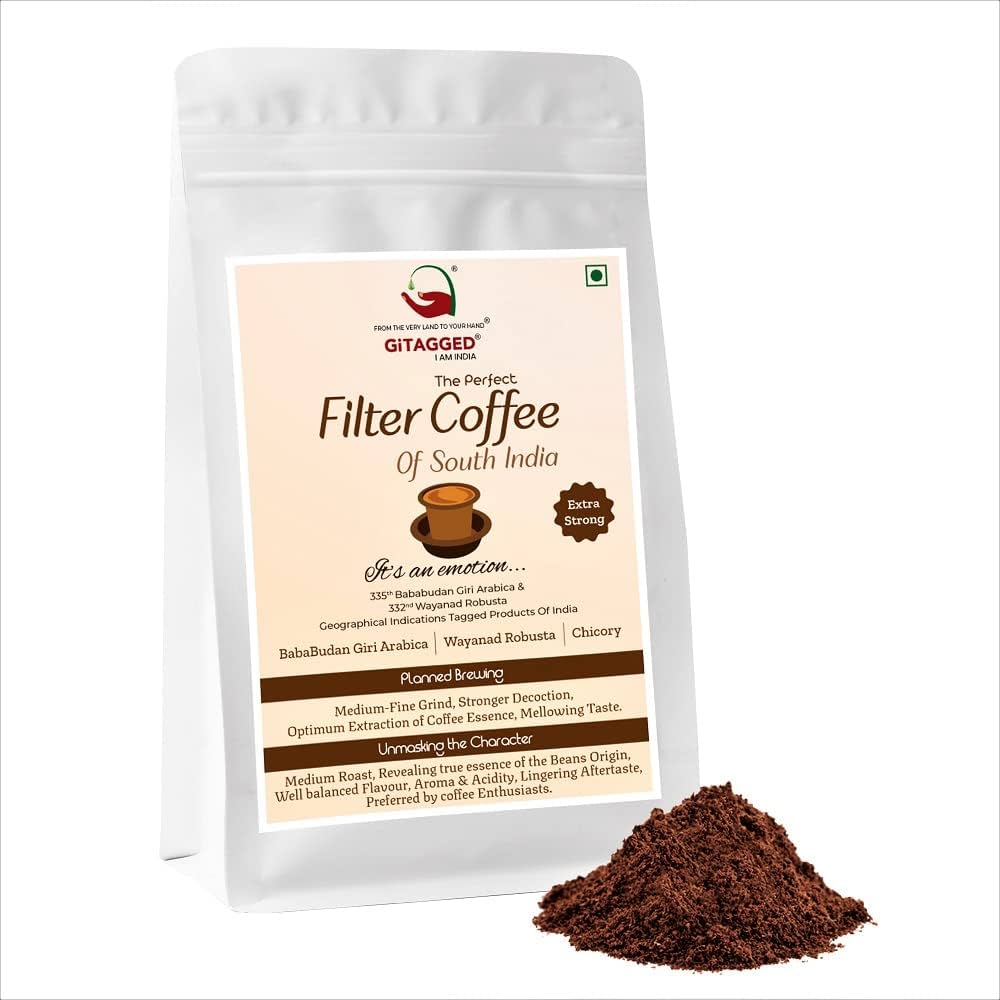 ®
FROM THE VERY LAND TO YOUR HAND®
GiTAGGED®
I AM INDIA
The Perfect
Filter Coffee
Of South India
Extra
Strong
It's an emotion...
335th Bababudan Giri Arabica &
332nd Wayanad Robusta
Geographical Indications Tagged Products Of India
BabaBudan Giri Arabica | Wayanad Robusta | Chicory
Planned Brewing
Medium-Fine Grind, Stronger Decoction,
Optimum Extraction of Coffee Essence, Mellowing Taste.
Unmasking the Character
Medium Roast, Revealing true essence of the Beans Origin,
Well balanced Flavour, Aroma & Acidity, Lingering Aftertaste,
Preferred by coffee Enthusiasts.